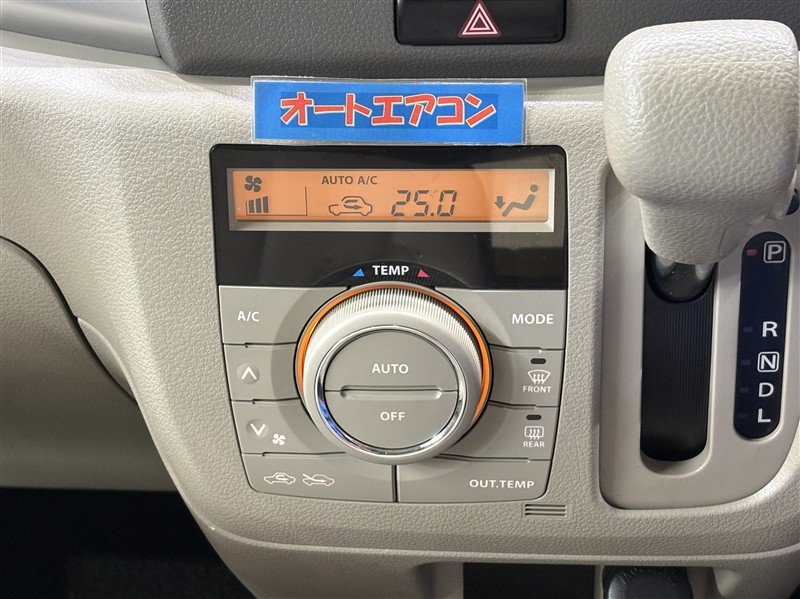 オートエアコン
AUTO A/C
25.0
TEMP
A/C
MODE
AUTO
OFF
FRONT
REAR
OUT.TEMP
P
R
N
D
L